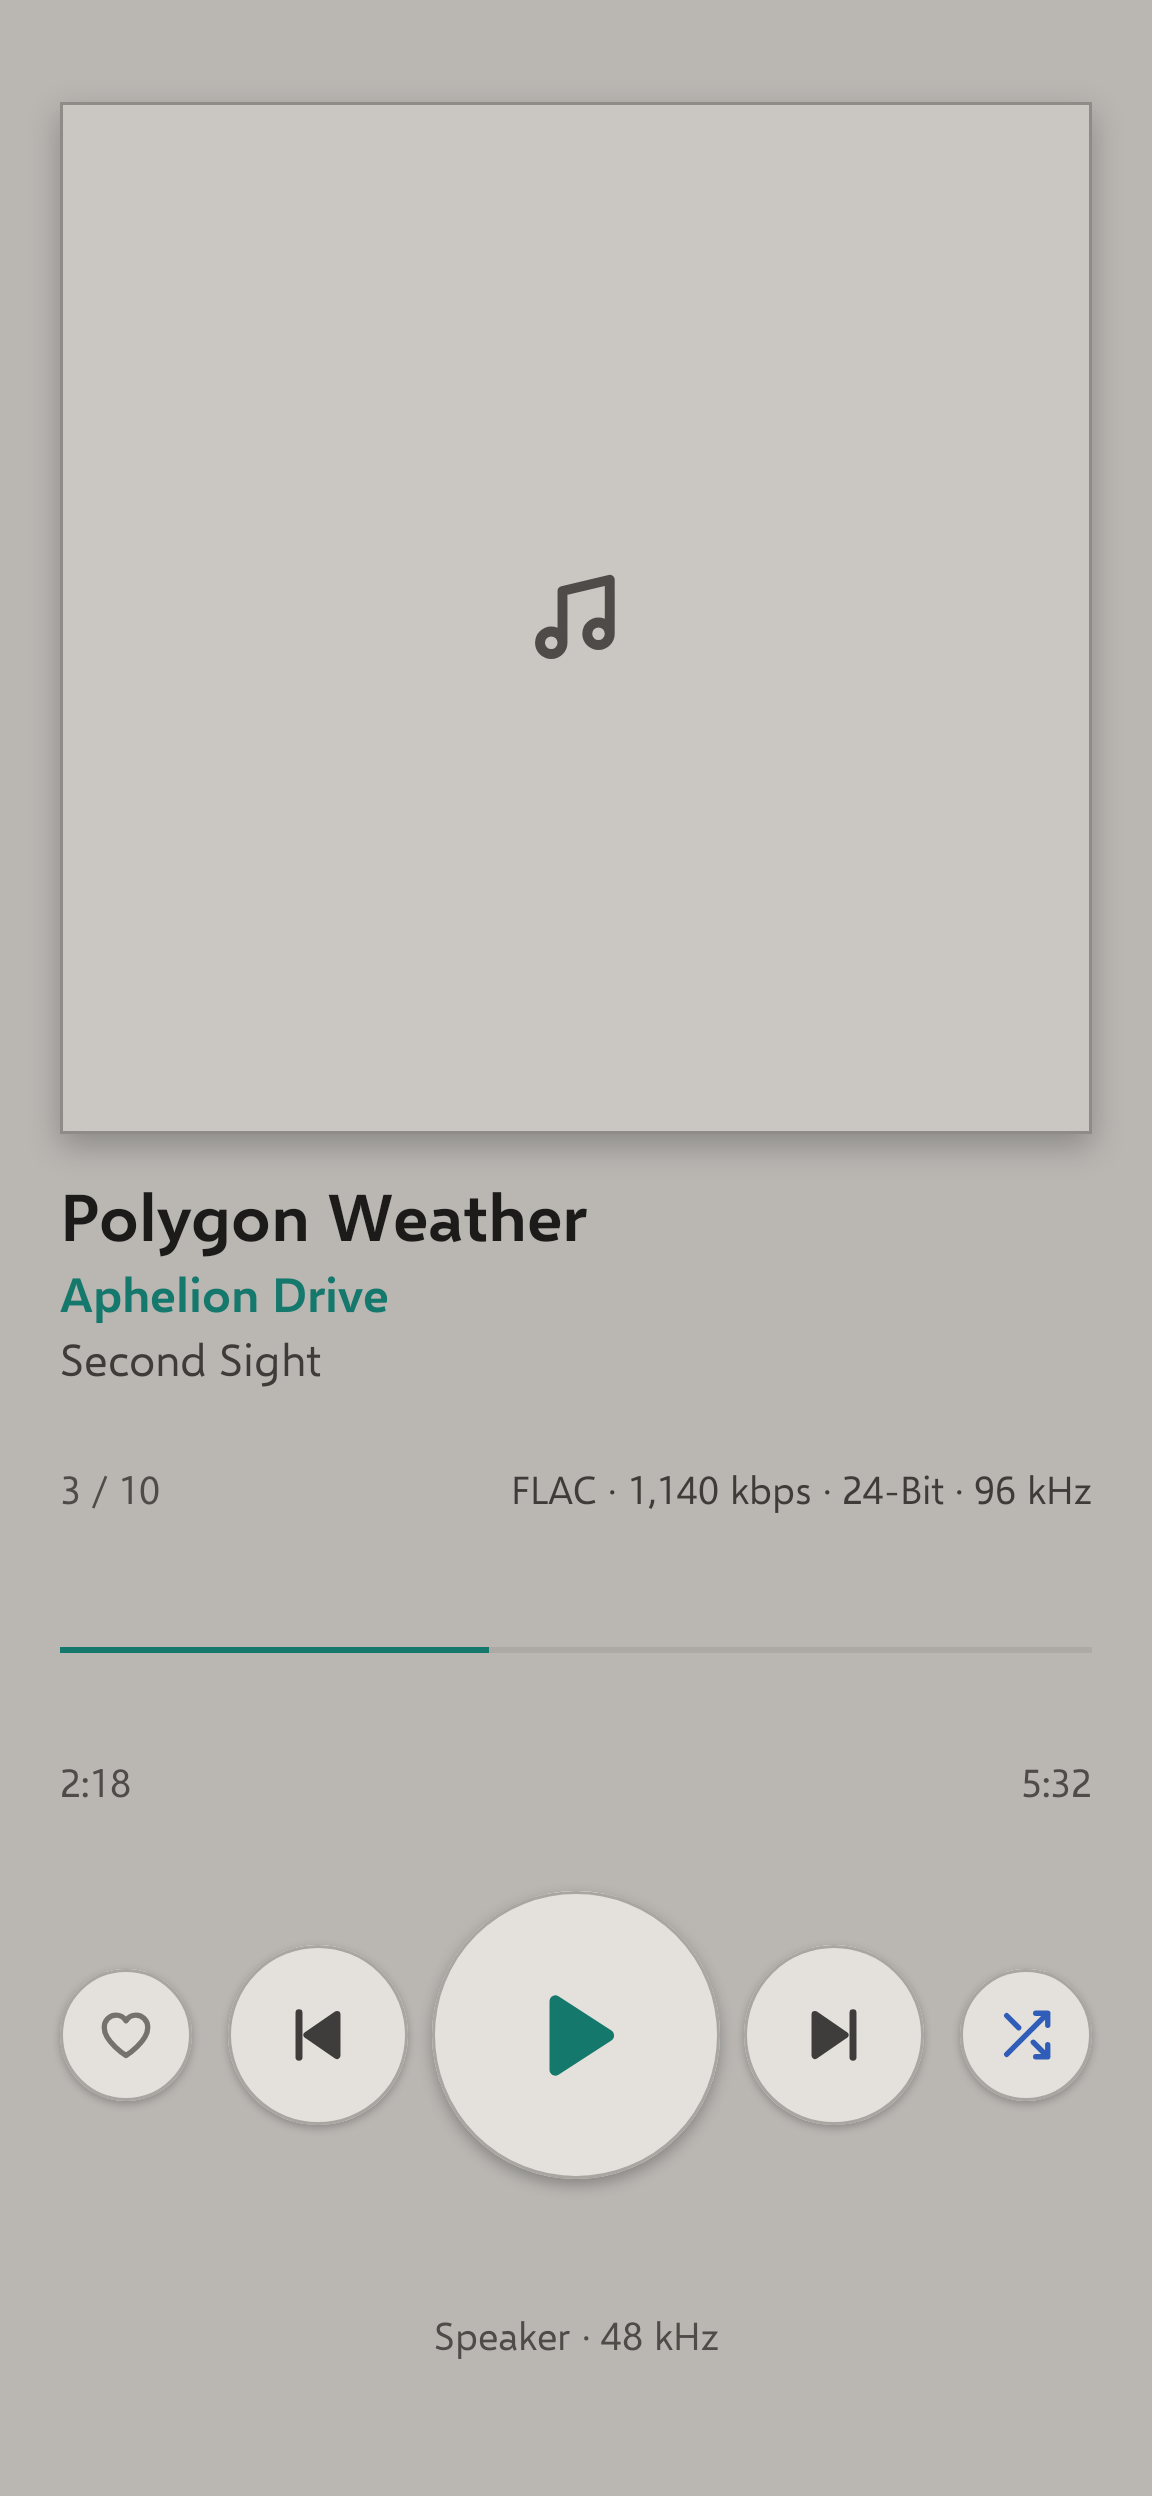 Polygon Weather
Aphelion Drive
Second Sight
3 / 10
FLAC · 1,140 kbps · 24-Bit · 96 kHz
2:18
5:32
Speaker · 48 kHz